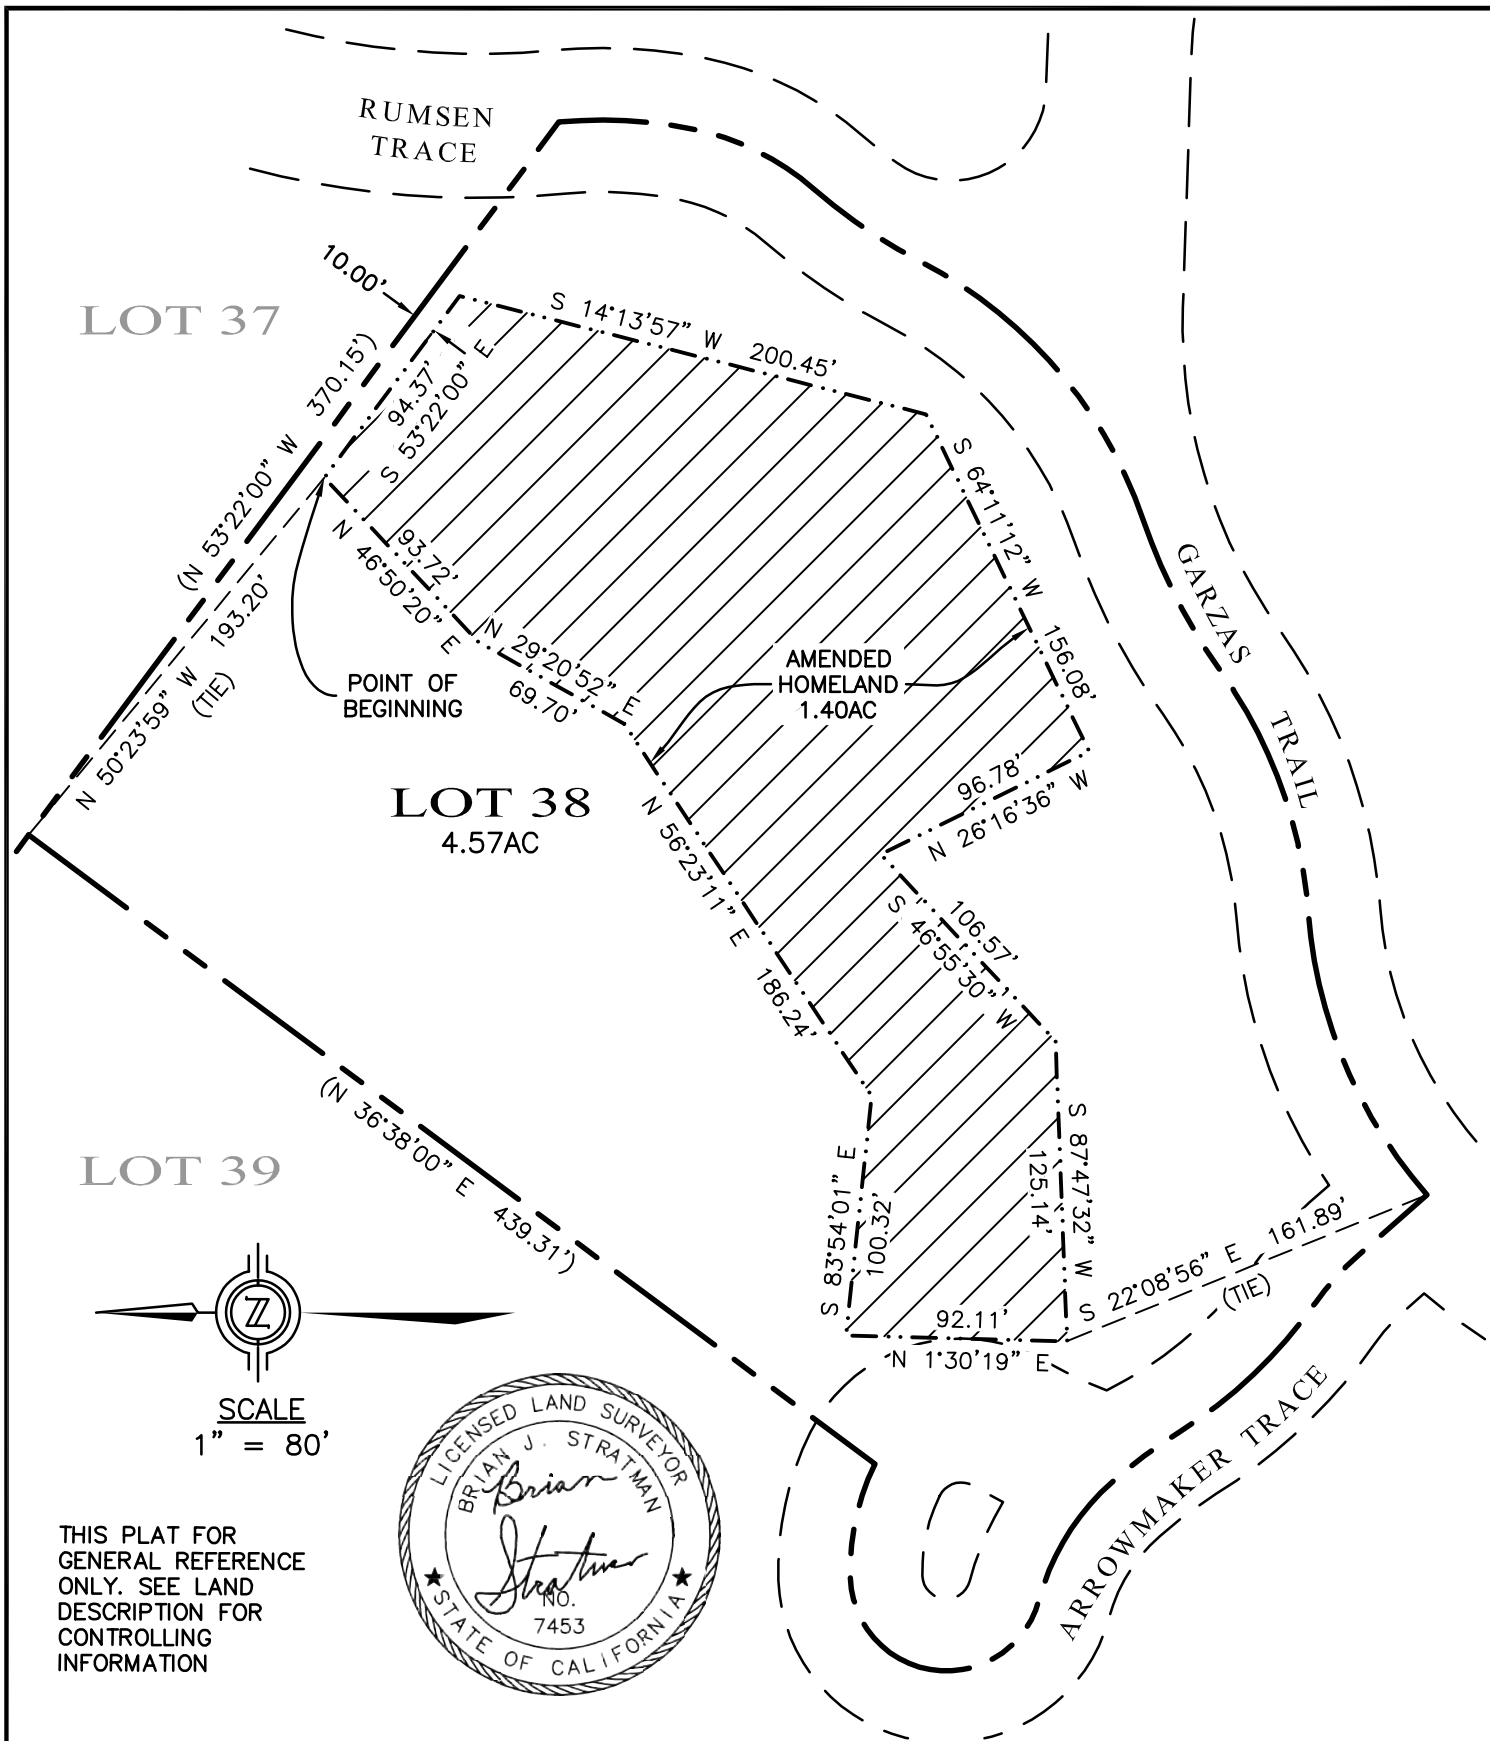 RUMSEN
TRACE
10.00'
LOT 37
(N 53°22'00" W 370.15')
94.37'
S 53°22'00" E
S 14°13'57" W 200.45'
S 64°11'12" W 156.08'
N 46°50'20" E
93.72'
N 29°20'52" E
69.70'
N 50°23'59" W 193.20'
(TIE)
POINT OF
BEGINNING
AMENDED
HOMELAND
1.40AC
GARZAS TRAIL
LOT 38
4.57AC
96.78'
N 26°16'36" W
N 56°23'11" E 186.24'
106.57'
S 46°55'30" W
(N 36°38'00" E 439.31')
LOT 39
S 83°54'01" E
100.32'
S 87°47'32" W
125.14'
92.11'
N 1°30'19" E
S 22°08'56" E 161.89'
(TIE)
ARROWMAKER TRACE
Z
SCALE
1" = 80'
LICENSED LAND SURVEYOR
BRIAN J. STRATMAN
Brian
Stratman
NO.
7453
STATE OF CALIFORNIA
THIS PLAT FOR
GENERAL REFERENCE
ONLY. SEE LAND
DESCRIPTION FOR
CONTROLLING
INFORMATION